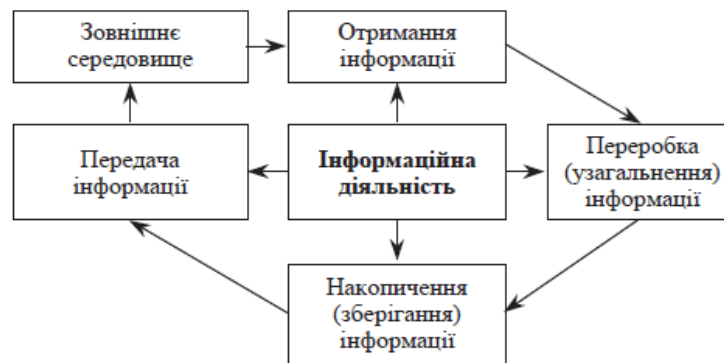 Зовнішнє
середовище
Отримання
інформації
Передача
інформації
Інформаційна
діяльність
Переробка
(узагальнення)
інформації
Накопичення
(зберігання)
інформації